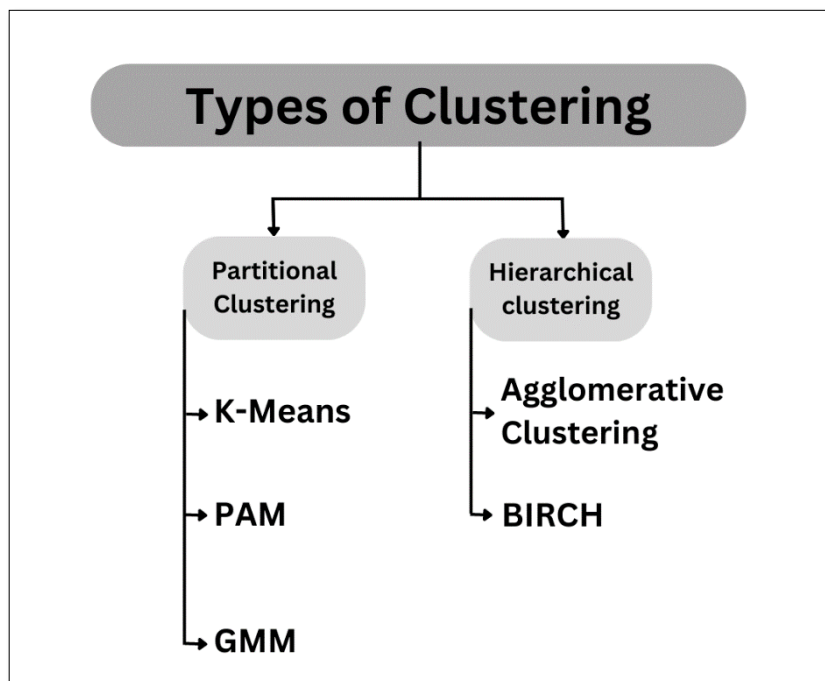 Types of Clustering
Partitional
Clustering
K-Means
PAM
GMM
Hierarchical
clustering
Agglomerative
Clustering
BIRCH